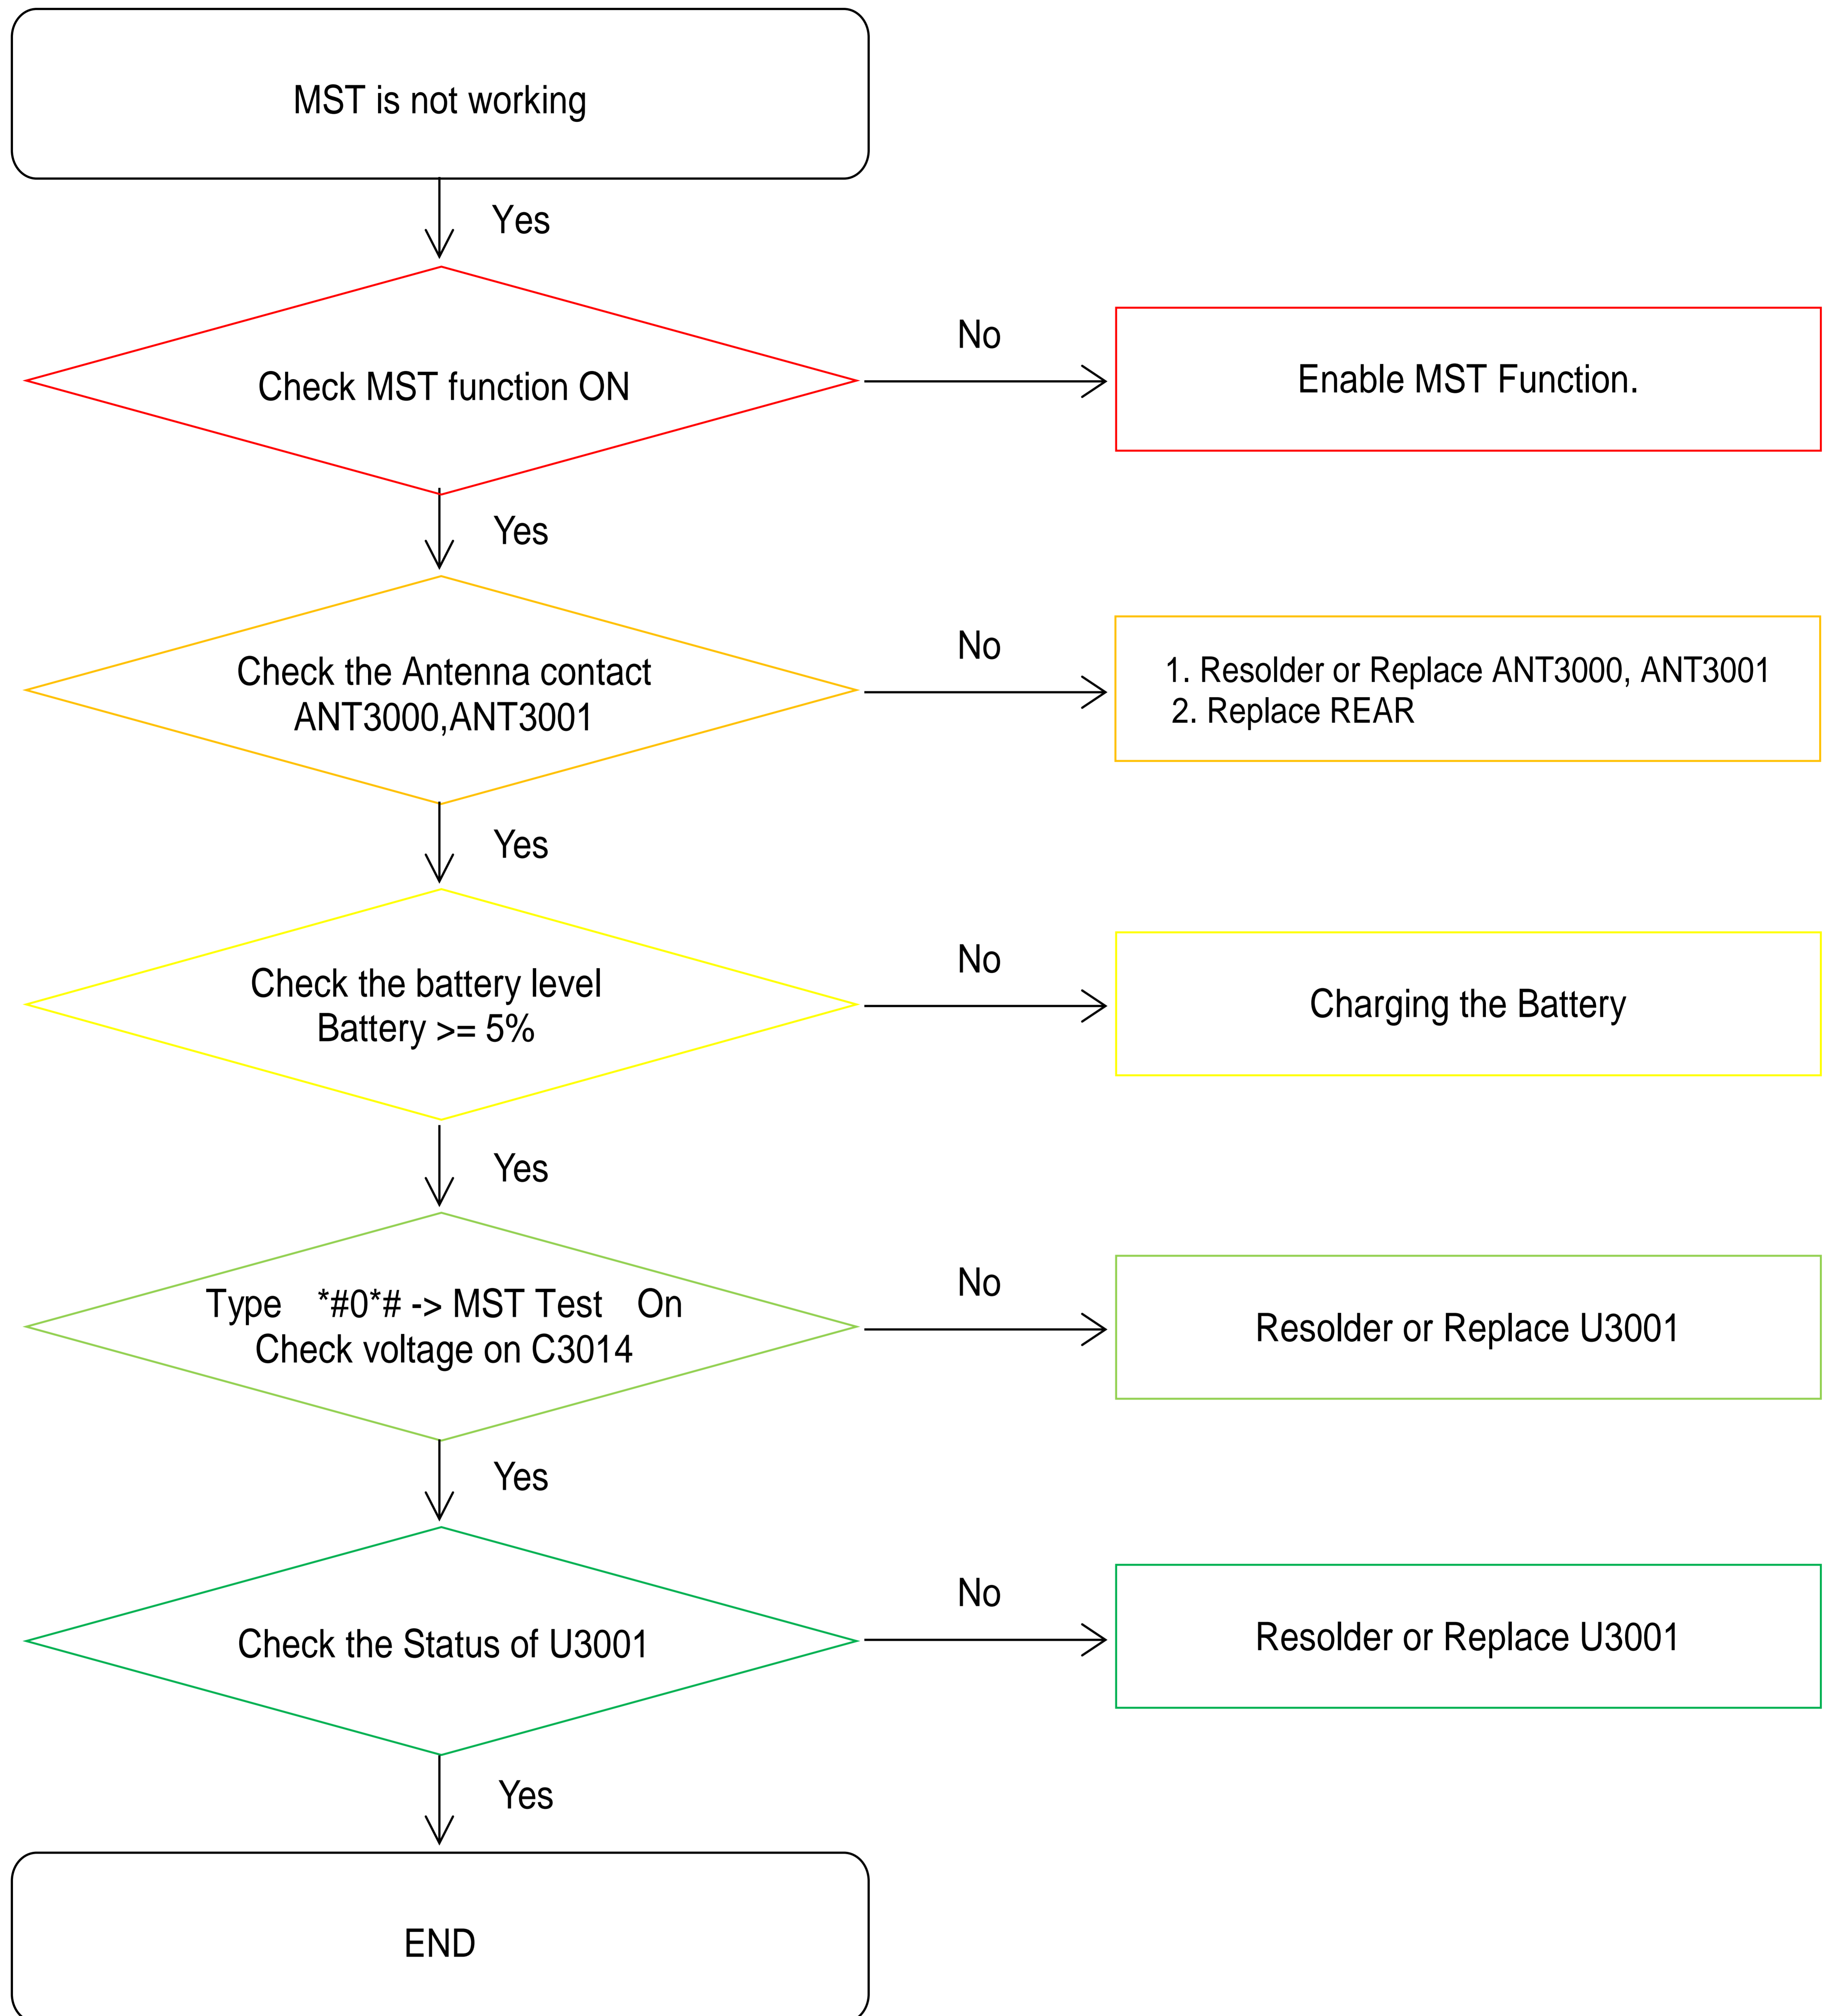 MST is not working
Yes
Check MST function ON
No
Enable MST Function.
Yes
Check the Antenna contact
ANT3000,ANT3001
No
1. Resolder or Replace ANT3000, ANT3001
2. Replace REAR
Yes
Check the battery level
Battery >= 5%
No
Charging the Battery
Yes
Type *#0*# -> MST Test On
Check voltage on C3014
No
Resolder or Replace U3001
Yes
Check the Status of U3001
No
Resolder or Replace U3001
Yes
END